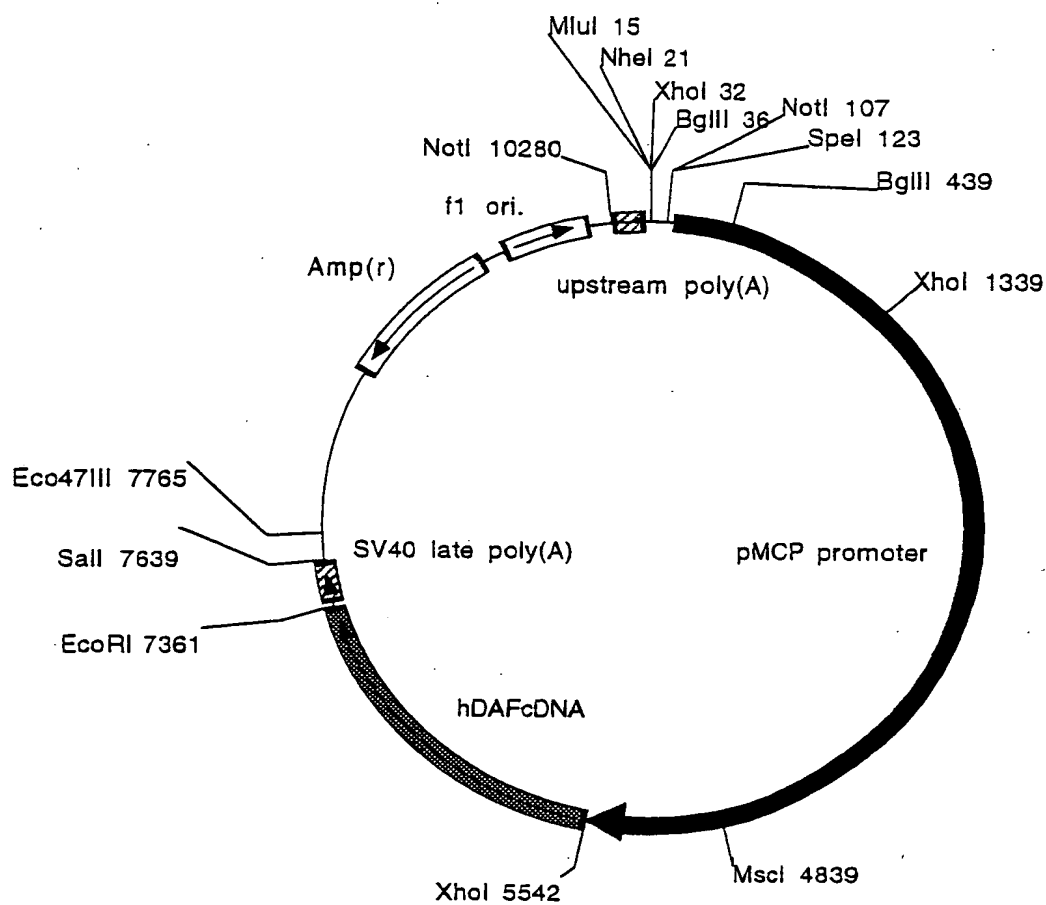 MluI 15
NheI 21
XhoI 32
BglII 36
NotI 107
SpeI 123
NotI 10280
BglII 439
f1 ori.
Amp(r)
upstream poly(A)
XhoI 1339
Eco47III 7765
SalI 7639
SV40 late poly(A)
pMCP promoter
EcoRI 7361
hDAFcDNA
MscI 4839
XhoI 5542